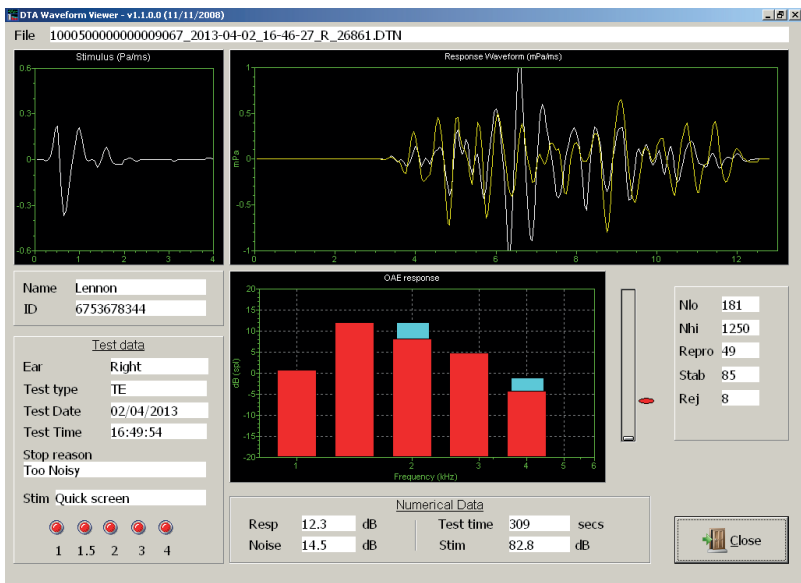 DTA Waveform Viewer - v1.1.0.0 (11/11/2008)
File 1000500000000009067_2013-04-02_16-46-27_R_26861.DTN
Stimulus (Pa/ms)
0.6
0.3
0
-0.3
-0.6
0 1 2 3 4
Response Waveform (mPa/ms)
1
0.5
0
-0.5
-1
mPa
0 2 4 6 8 10 12
Name Lennon
ID 6753678344
Test data
Ear Right
Test type TE
Test Date 02/04/2013
Test Time 16:49:54
Stop reason
Too Noisy
Stim Quick screen
1 1.5 2 3 4
OAE response
20
15
10
5
0
-5
-10
-15
-20
dB (spl)
1 2 3 4 5 6
Frequency (kHz)
Nlo 181
Nhi 1250
Repro 49
Stab 85
Rej 8
Numerical Data
Resp 12.3 dB Test time 309 secs
Noise 14.5 dB Stim 82.8 dB
Close